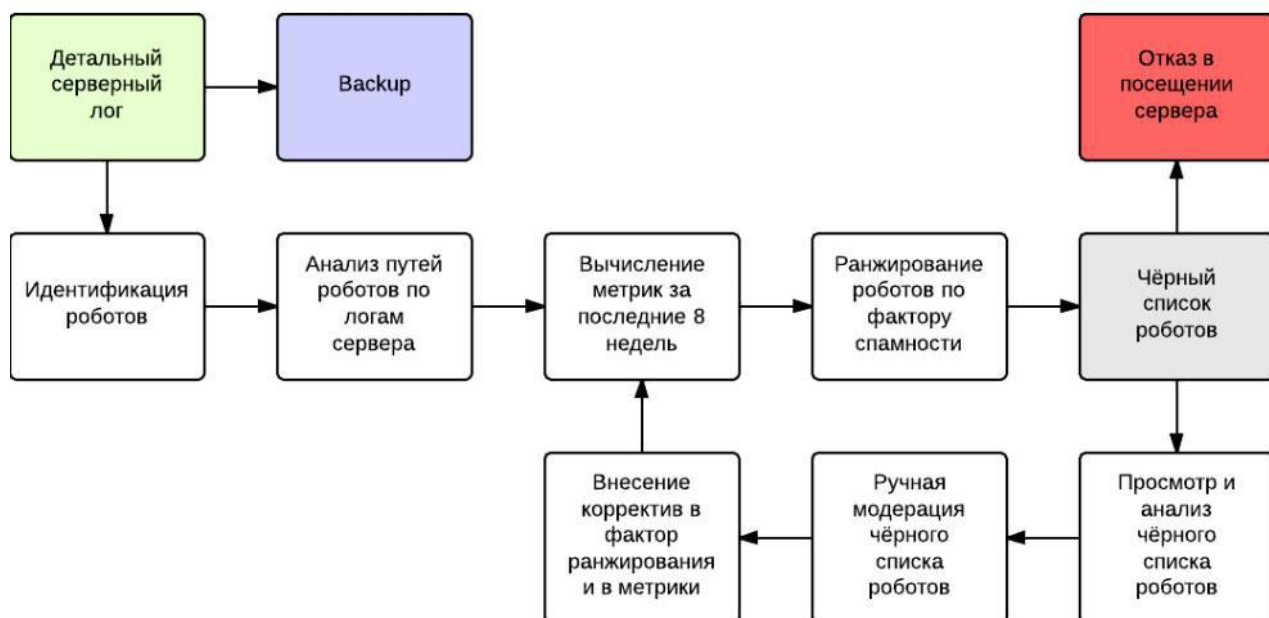 Детальный
серверный
лог
Backup
Отказ в
посещении
сервера
Идентификация
роботов
Анализ путей
роботов по
логам
сервера
Вычисление
метрик за
последние 8
недель
Ранжирование
роботов по
фактору
спамности
Чёрный
список
роботов
Внесение
корректив в
фактор
ранжирования
и в метрики
Ручная
модерация
чёрного
списка
роботов
Просмотр и
анализ
чёрного
списка
роботов